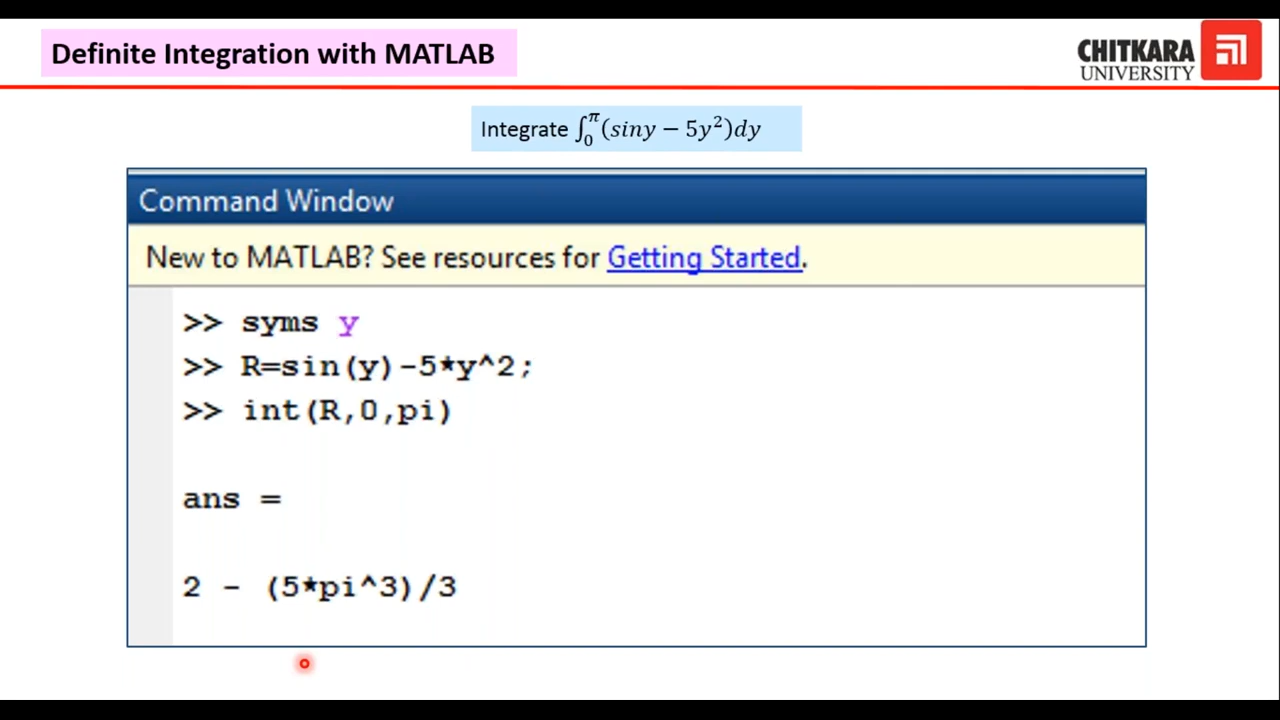 Definite Integration with MATLAB
CHITKARA
UNIVERSITY
Integrate ∫₀^π (siny − 5y²)dy
Command Window
New to MATLAB? See resources for Getting Started.
>> syms y
>> R=sin(y)-5*y^2;
>> int(R,0,pi)
ans =
2 - (5*pi^3)/3